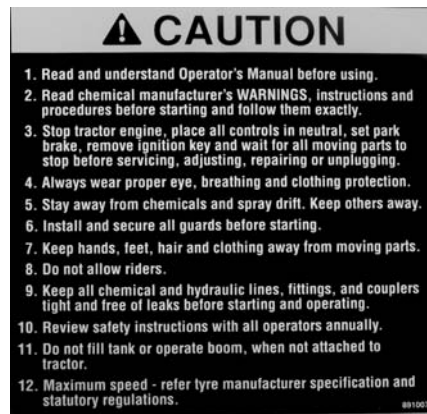 CAUTION
1. Read and understand Operator's Manual before using.
2. Read chemical manufacturer's WARNINGS, instructions and
procedures before starting and follow them exactly.
3. Stop tractor engine, place all controls in neutral, set park
brake, remove ignition key and wait for all moving parts to
stop before servicing, adjusting, repairing or unplugging.
4. Always wear proper eye, breathing and clothing protection.
5. Stay away from chemicals and spray drift. Keep others away.
6. Install and secure all guards before starting.
7. Keep hands, feet, hair and clothing away from moving parts.
8. Do not allow riders.
9. Keep all chemical and hydraulic lines, fittings, and couplers
tight and free of leaks before starting and operating.
10. Review safety instructions with all operators annually.
11. Do not fill tank or operate boom, when not attached to
tractor.
12. Maximum speed - refer tyre manufacturer specification and
statutory regulations.
891007